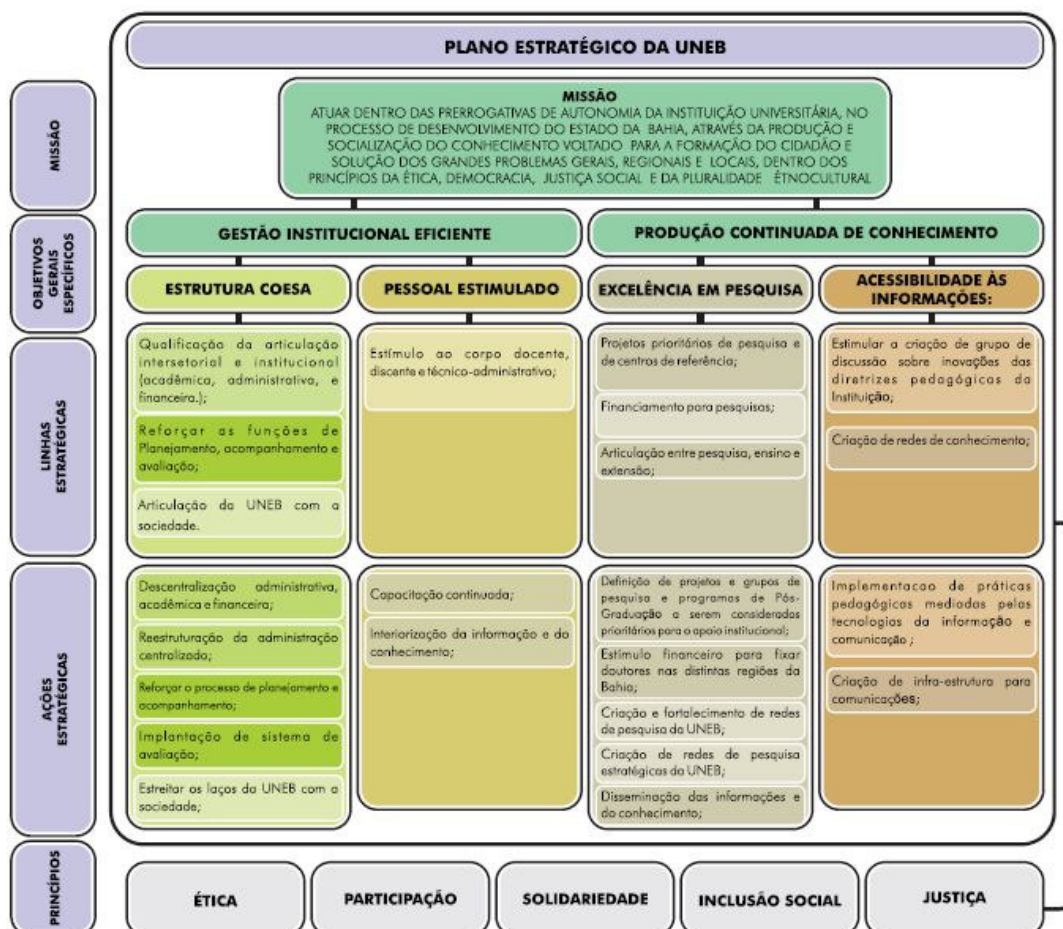 PLANO ESTRATÉGICO DA UNEB
MISSÃO
MISSÃO
ATUAR DENTRO DAS PRERROGATIVAS DE AUTONOMIA DA INSTITUIÇÃO UNIVERSITÁRIA, NO
PROCESSO DE DESENVOLVIMENTO DO ESTADO DA BAHIA, ATRAVÉS DA PRODUÇÃO E
SOCIALIZAÇÃO DO CONHECIMENTO VOLTADO PARA A FORMAÇÃO DO CIDADÃO E
SOLUÇÃO DOS GRANDES PROBLEMAS GERAIS, REGIONAIS E LOCAIS, DENTRO DOS
PRINCÍPIOS DA ÉTICA, DEMOCRACIA, JUSTIÇA SOCIAL E DA PLURALIDADE ÉTNOCULTURAL
OBJETIVOS
GERAIS
ESPECÍFICOS
GESTÃO INSTITUCIONAL EFICIENTE
PRODUÇÃO CONTINUADA DE CONHECIMENTO
ESTRUTURA COESA
PESSOAL ESTIMULADO
EXCELÊNCIA EM PESQUISA
ACESSIBILIDADE ÀS
INFORMAÇÕES:
LINHAS
ESTRATÉGICAS
Qualificação da articulação
intersetorial e institucional
(acadêmica, administrativa, e
financeira.);
Reforçar as funções de
Planejamento, acompanhamento e
avaliação;
Articulação da UNEB com a
sociedade.
Estímulo ao corpo docente,
discente e técnico-administrativo;
Projetos prioritários de pesquisa e
de centros de referência;
Financiamento para pesquisas;
Articulação entre pesquisa, ensino e
extensão;
Estimular a criação de grupo de
discussão sobre inovações das
diretrizes pedagógicas da
Instituição;
Criação de redes de conhecimento;
AÇÕES
ESTRATÉGICAS
Descentralização administrativa,
acadêmica e financeira;
Reestruturação da administração
centralizada;
Reforçar o processo de planejamento e
acompanhamento;
Implantação de sistema de
avaliação;
Estreitar os laços da UNEB com a
sociedade;
Capacitação continuada;
Interiorização da informação e do
conhecimento;
Definição de projetos e grupos de
pesquisa e programas de Pós-
Graduação a serem considerados
prioritários para o apoio institucional;
Estímulo financeiro para fixar
doutores nas distintas regiões da
Bahia;
Criação e fortalecimento de redes
de pesquisa da UNEB;
Criação de redes de pesquisa
estratégicas da UNEB;
Disseminação das informações e
do conhecimento;
Implementacao de práticas
pedagógicas mediadas pelas
tecnologias da informação e
comunicação ;
Criação de infra-estrutura para
comunicações;
PRINCÍPIOS
ÉTICA
PARTICIPAÇÃO
SOLIDARIEDADE
INCLUSÃO SOCIAL
JUSTIÇA